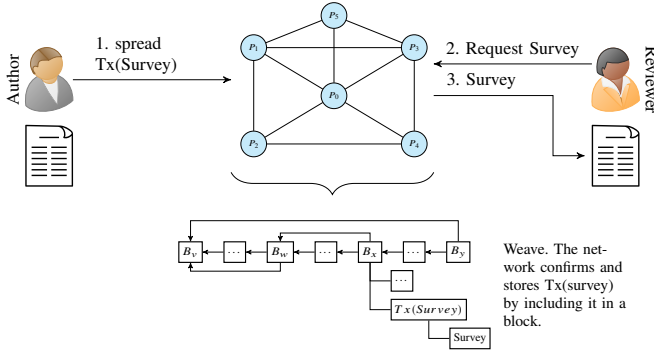 P5
1. spread
Tx(Survey)
P1
P3
2. Request Survey
3. Survey
Author
Reviewer
P0
P2
P4
Bv
...
Bw
...
Bx
...
By
...
Tx(Survey)
Survey
Weave. The net-
work confirms and
stores Tx(survey)
by including it in a
block.